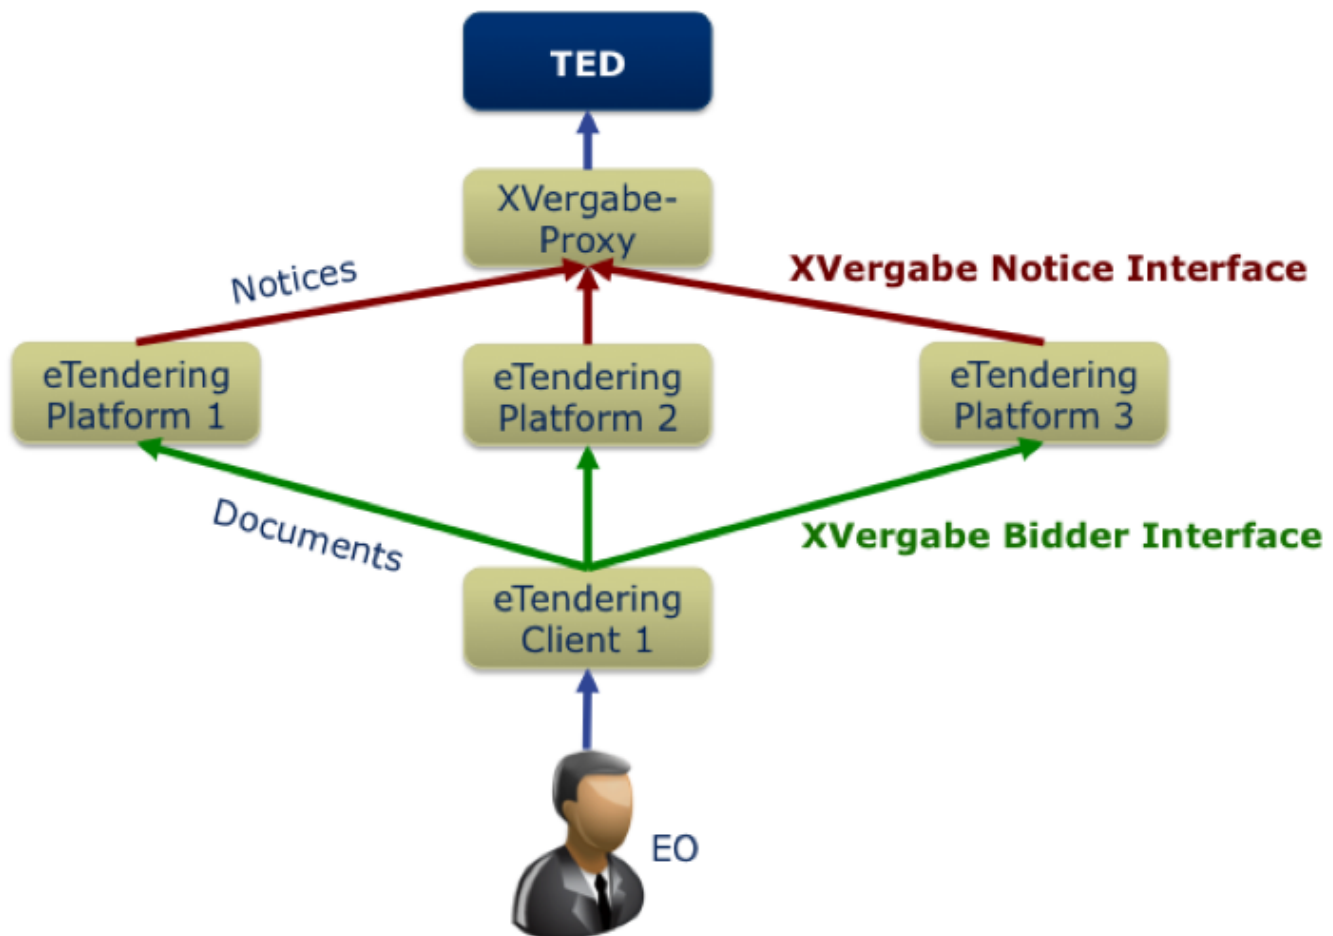 TED
XVergabe-
Proxy
Notices
XVergabe Notice Interface
eTendering
Platform 1
eTendering
Platform 2
eTendering
Platform 3
Documents
XVergabe Bidder Interface
eTendering
Client 1
EO